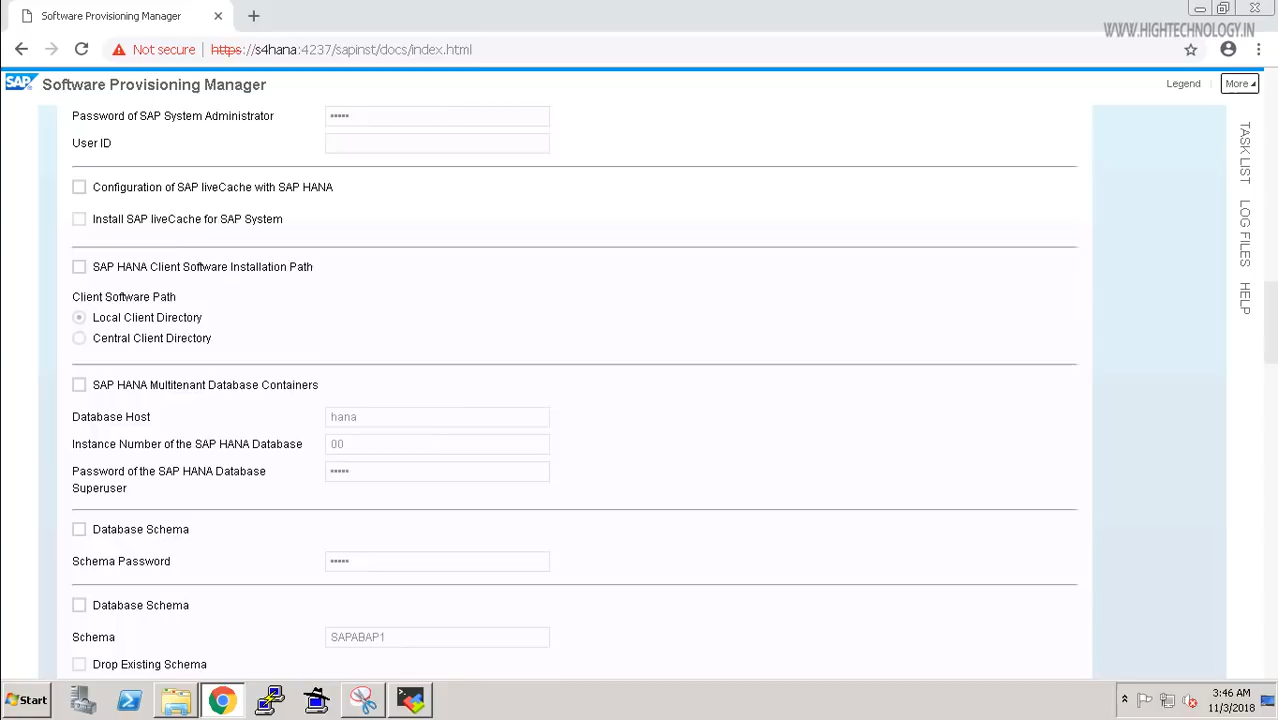 Software Provisioning Manager
WWW.HIGHTECHNOLOGY.IN
Not secure
https://s4hana:4237/sapinst/docs/index.html
SAP Software Provisioning Manager
Legend
More
Password of SAP System Administrator •••••
User ID
Configuration of SAP liveCache with SAP HANA
Install SAP liveCache for SAP System
SAP HANA Client Software Installation Path
Client Software Path
Local Client Directory
Central Client Directory
SAP HANA Multitenant Database Containers
Database Host hana
Instance Number of the SAP HANA Database 00
Password of the SAP HANA Database •••••
Superuser
Database Schema
Schema Password •••••
Database Schema
Schema SAPABAP1
Drop Existing Schema
TASK LIST
LOG FILES
HELP
Start
3:46 AM
11/3/2018